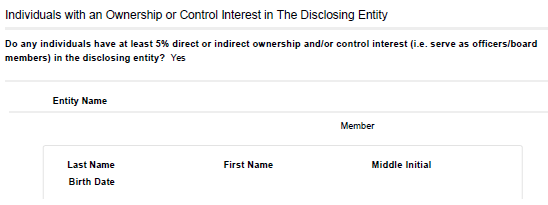 Individuals with an Ownership or Control Interest in The Disclosing Entity
Do any individuals have at least 5% direct or indirect ownership and/or control interest (i.e. serve as officers/board
members) in the disclosing entity? Yes
Entity Name
Member
Last Name First Name Middle Initial
Birth Date